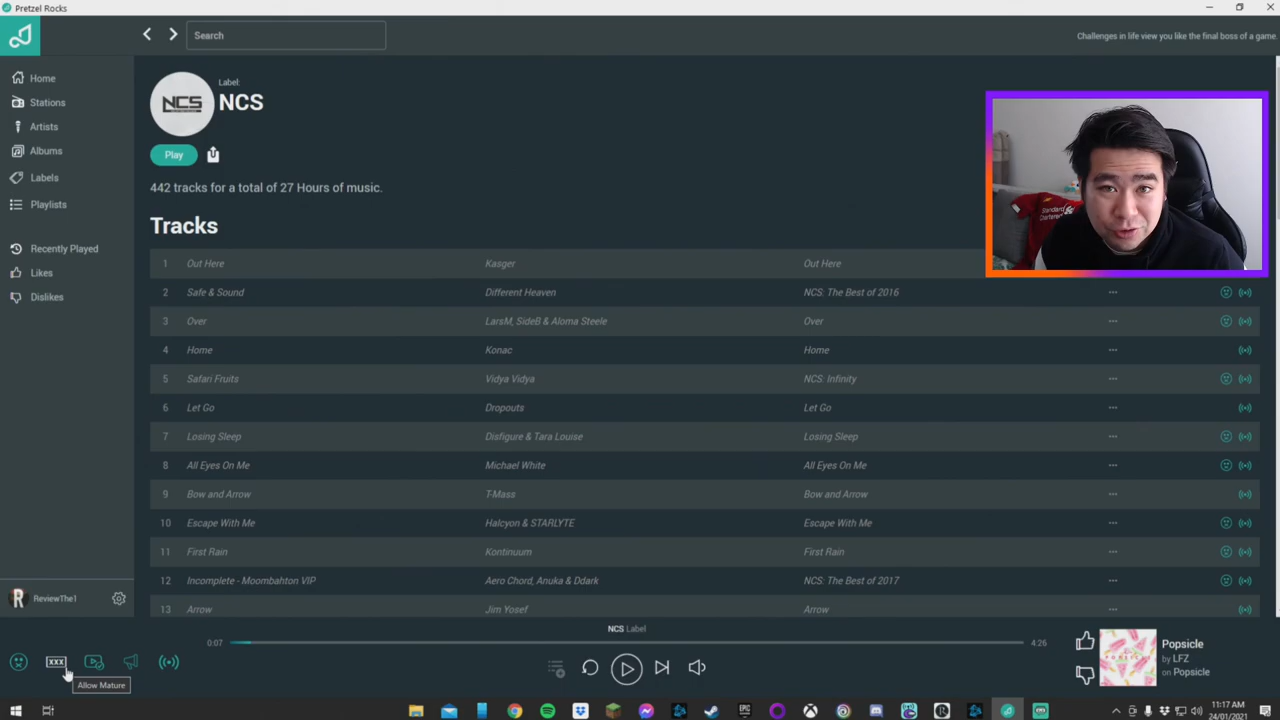 Pretzel Rocks
Search
Challenges in life view you like the final boss of a game.
Home
Stations
Artists
Albums
Labels
Playlists
Recently Played
Likes
Dislikes
ReviewThe1
NCS
Label:
NCS
Play
442 tracks for a total of 27 Hours of music.
Tracks
1 Out Here Kasger Out Here
2 Safe & Sound Different Heaven NCS: The Best of 2016 ...
3 Over LarsM, SideB & Aloma Steele Over ...
4 Home Konac Home ...
5 Safari Fruits Vidya Vidya NCS: Infinity ...
6 Let Go Dropouts Let Go ...
7 Losing Sleep Disfigure & Tara Louise Losing Sleep ...
8 All Eyes On Me Michael White All Eyes On Me ...
9 Bow and Arrow T-Mass Bow and Arrow ...
10 Escape With Me Halcyon & STARLYTE Escape With Me ...
11 First Rain Kontinuum First Rain ...
12 Incomplete - Moombahton VIP Aero Chord, Anuka & Ddark NCS: The Best of 2017 ...
13 Arrow Jim Yosef Arrow ...
Standard
Chartered
NCS Label
0:07
4:26
XXX
Allow Mature
Popsicle
by LFZ
on Popsicle
11:17 AM
24/01/2021